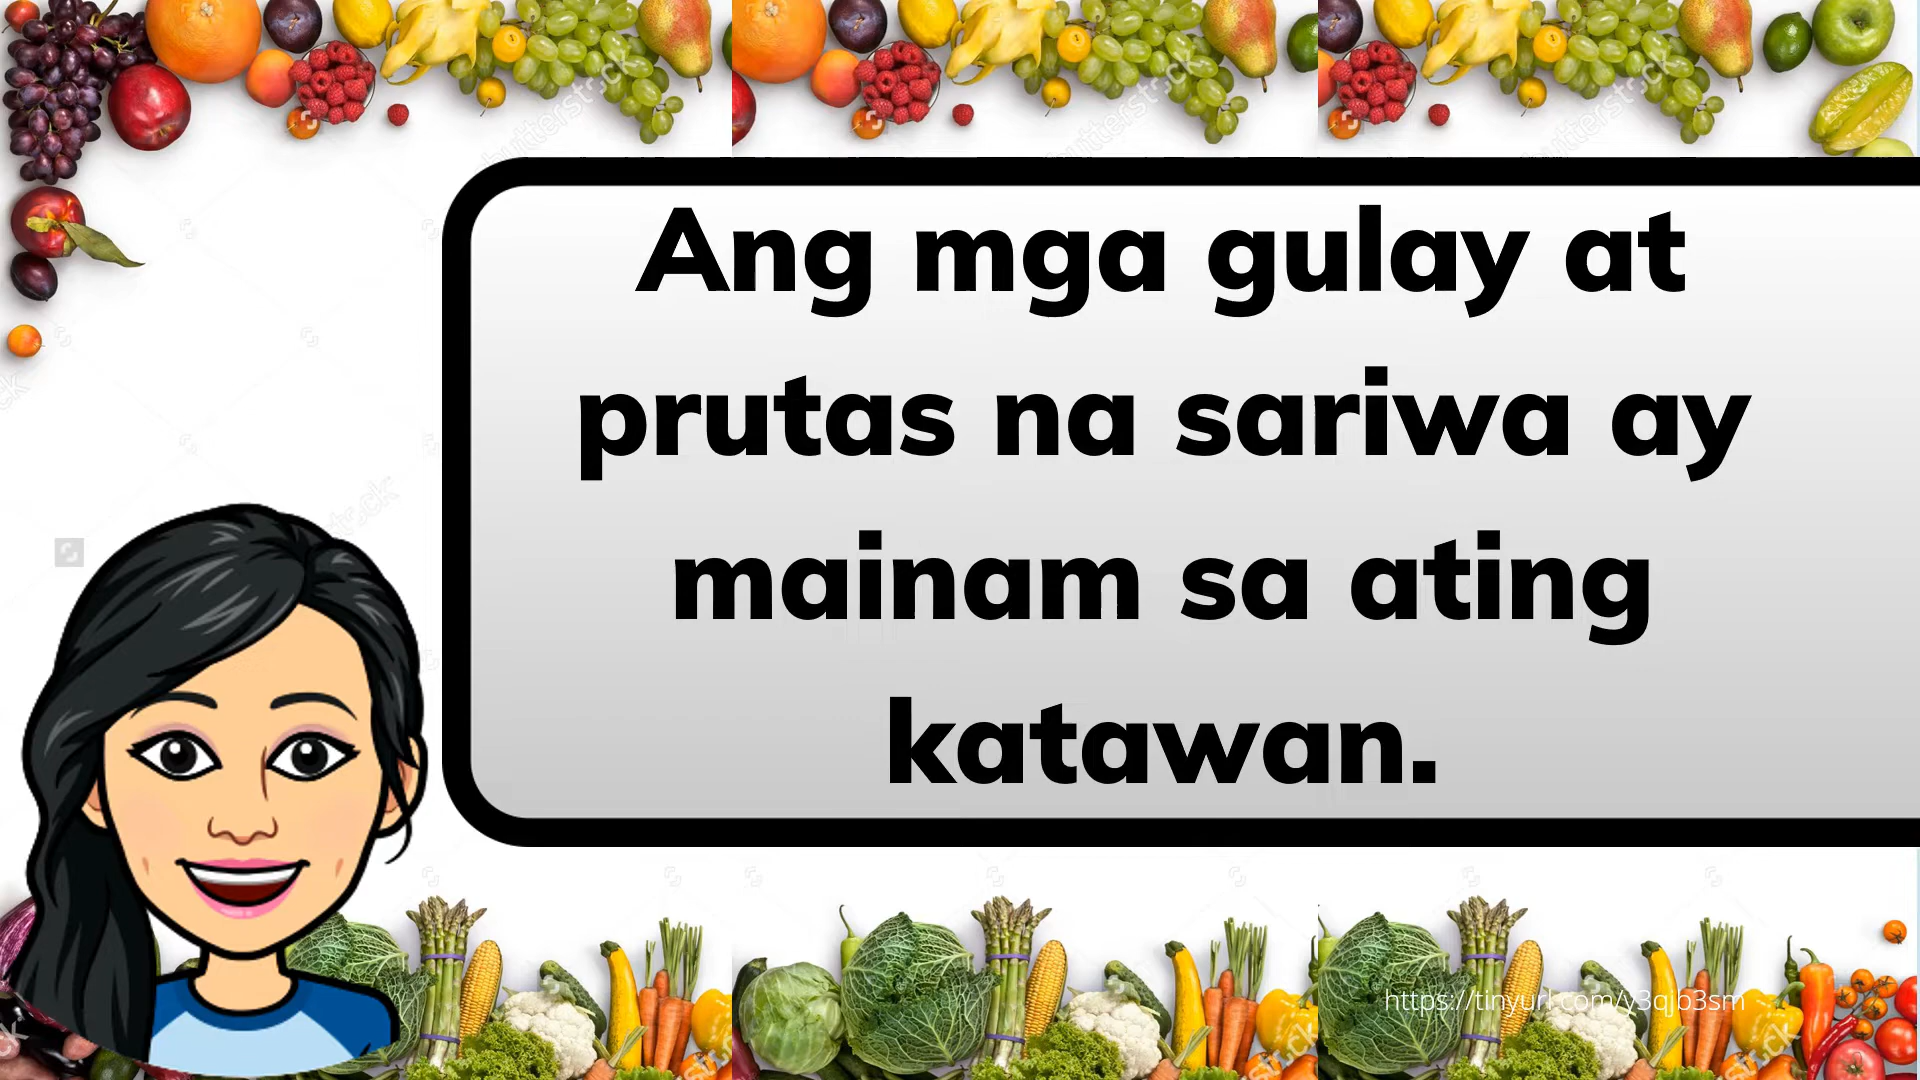 Ang mga gulay at
prutas na sariwa ay
mainam sa ating
katawan.
https://tinyurl.com/y3qjb3sm